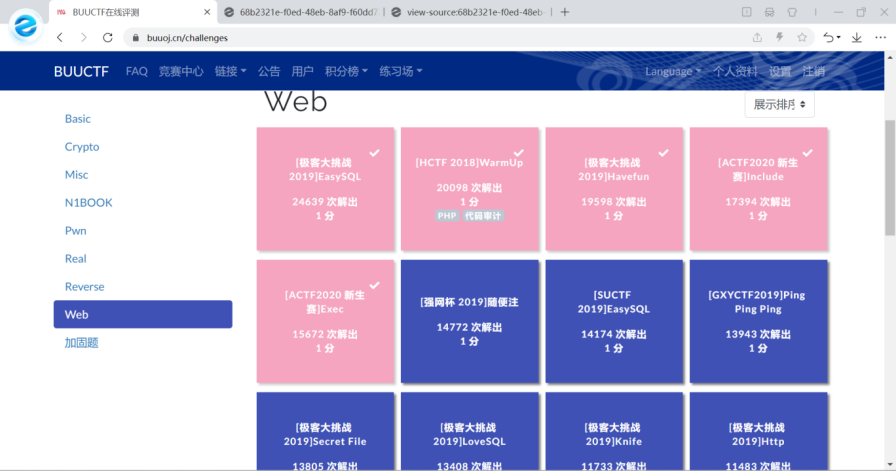 BUUCTF在线评测
68b2321e-f0ed-48eb-8af9-f60dd7
view-source:68b2321e-f0ed-48eb-
buuoj.cn/challenges
BUUCTF FAQ 竞赛中心 链接 公告 用户 积分榜 练习场 Language 个人资料 设置 注销
Web
展示排序
Basic
Crypto
Misc
N1BOOK
Pwn
Real
Reverse
Web
加固题
[极客大挑战
2019]EasySQL
24639 次解出
1 分
[HCTF 2018]WarmUp
20098 次解出
1 分
PHP 代码审计
[极客大挑战
2019]Havefun
19598 次解出
1 分
[ACTF2020 新生
赛]Include
17394 次解出
1 分
[ACTF2020 新生
赛]Exec
15672 次解出
1 分
[强网杯 2019]随便注
14772 次解出
1 分
[SUCTF
2019]EasySQL
14174 次解出
1 分
[GXYCTF2019]Ping
Ping Ping
13943 次解出
1 分
[极客大挑战
2019]Secret File
13805 次解出
[极客大挑战
2019]LoveSQL
13408 次解出
[极客大挑战
2019]Knife
11733 次解出
[极客大挑战
2019]Http
11483 次解出